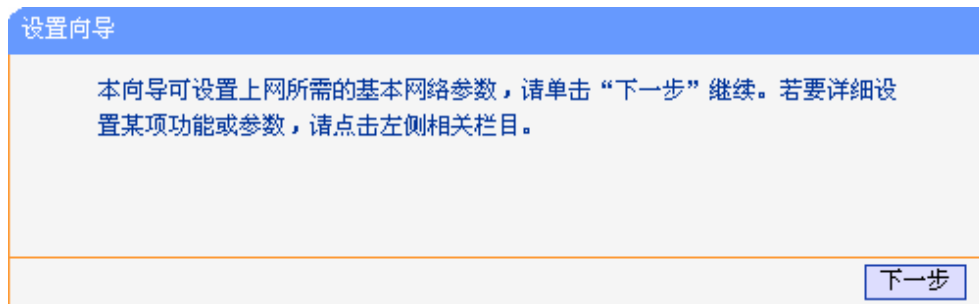 设置向导
本向导可设置上网所需的基本网络参数，请单击“下一步”继续。若要详细设
置某项功能或参数，请点击左侧相关栏目。
下一步